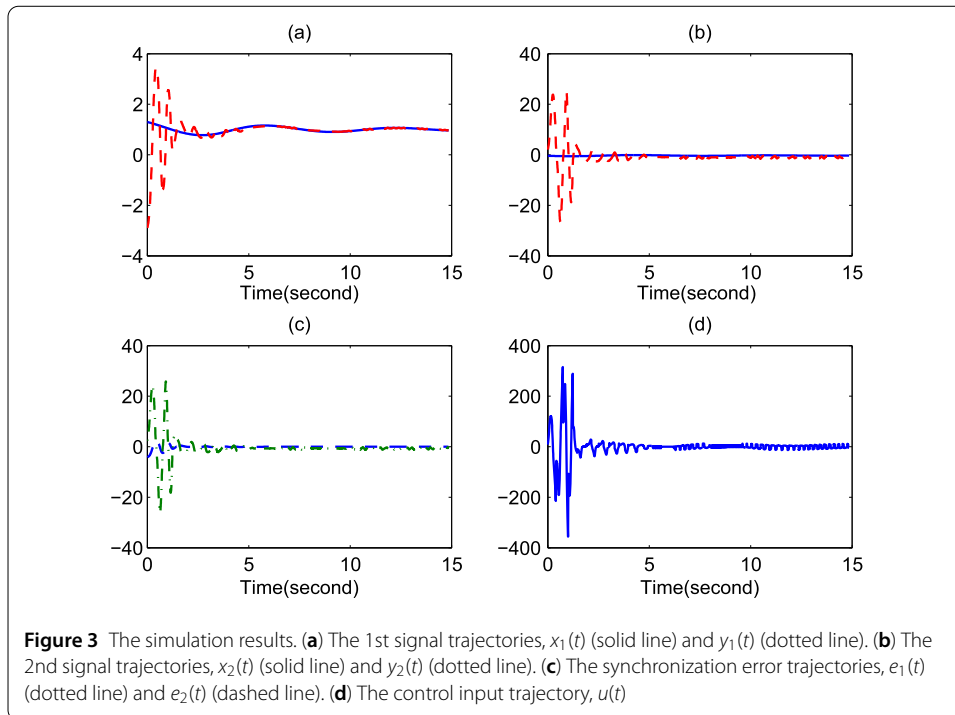 (a)
4
2
0
−2
−4
0 5 10 15
Time(second)
(b)
40
20
0
−20
−40
0 5 10 15
Time(second)
(c)
40
20
0
−20
−40
0 5 10 15
Time(second)
(d)
400
200
0
−200
−400
0 5 10 15
Time(second)
Figure 3 The simulation results. (a) The 1st signal trajectories, x1(t) (solid line) and y1(t) (dotted line). (b) The
2nd signal trajectories, x2(t) (solid line) and y2(t) (dotted line). (c) The synchronization error trajectories, e1(t)
(dotted line) and e2(t) (dashed line). (d) The control input trajectory, u(t)